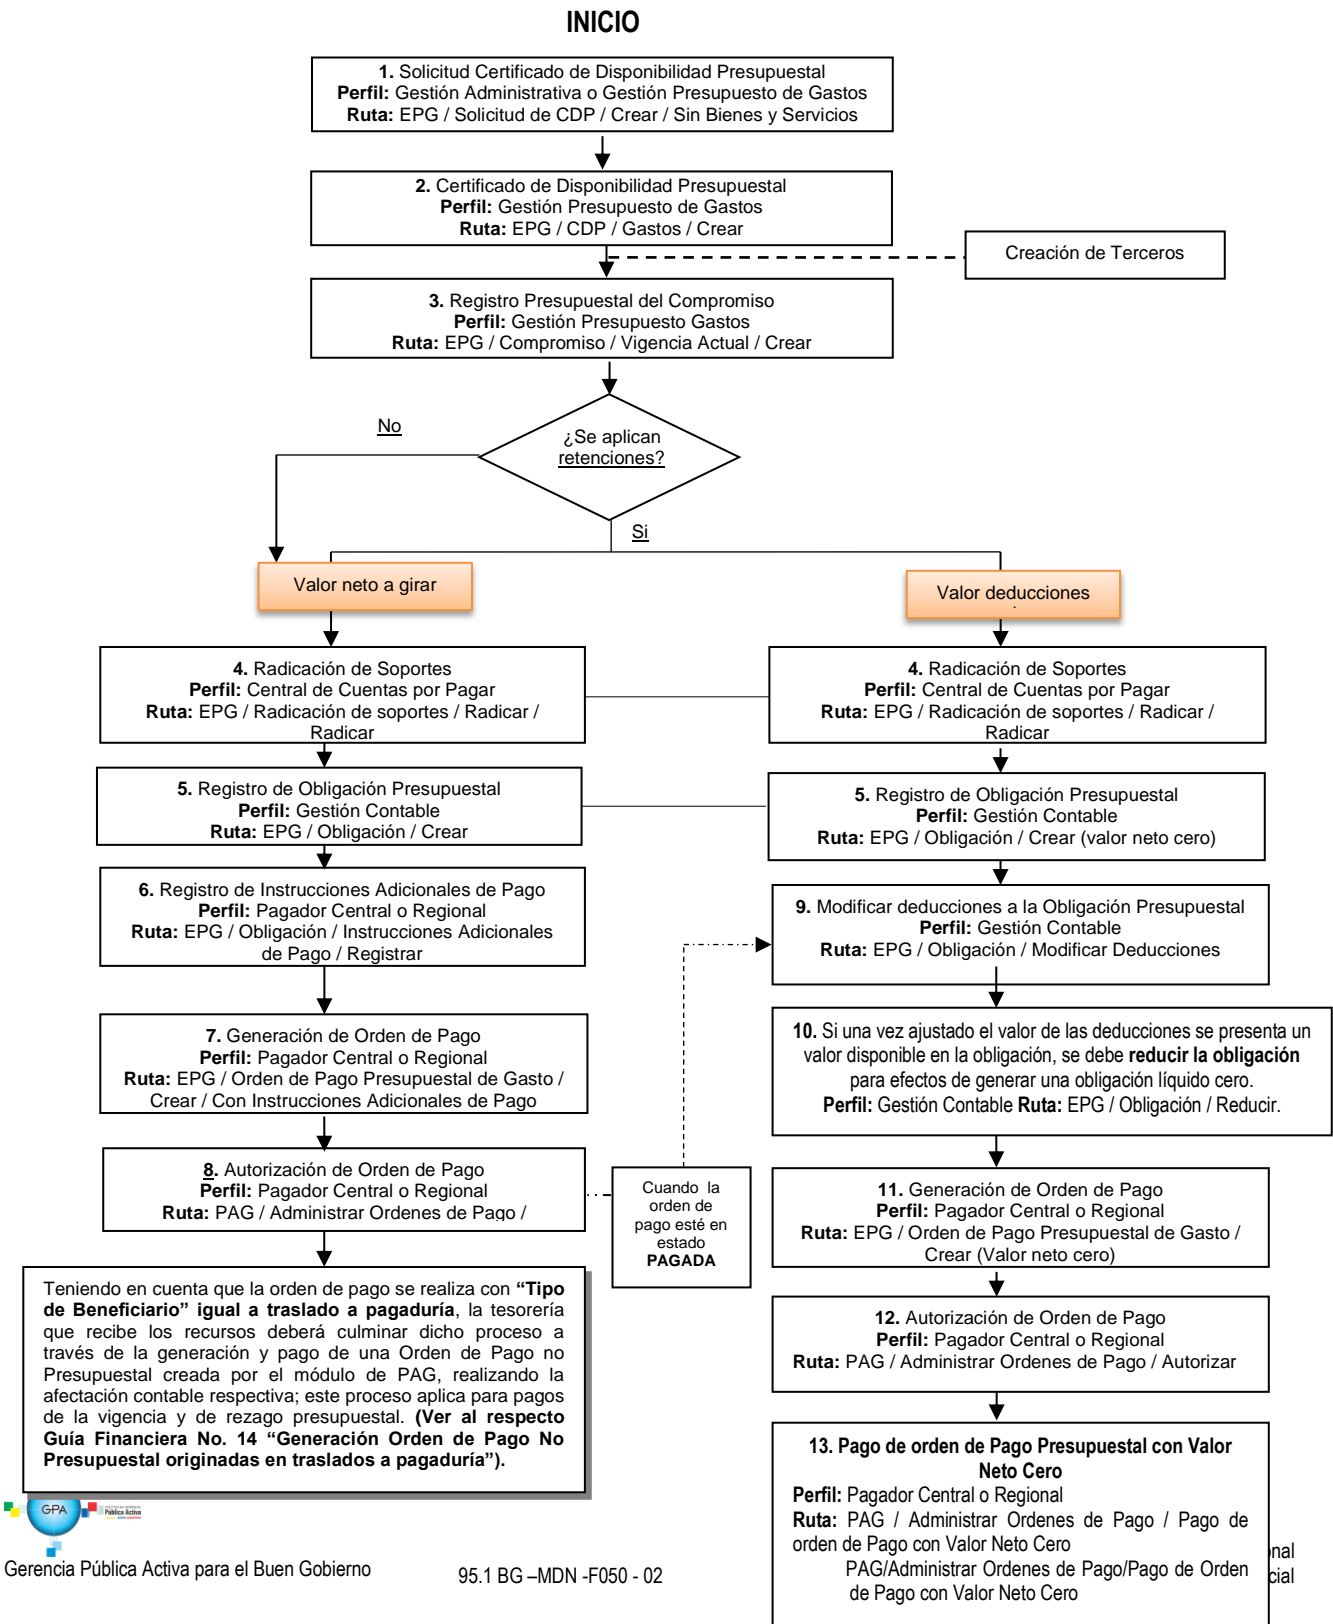 INICIO
1. Solicitud Certificado de Disponibilidad Presupuestal
Perfil: Gestión Administrativa o Gestión Presupuesto de Gastos
Ruta: EPG / Solicitud de CDP / Crear / Sin Bienes y Servicios
2. Certificado de Disponibilidad Presupuestal
Perfil: Gestión Presupuesto de Gastos
Ruta: EPG / CDP / Gastos / Crear
Creación de Terceros
3. Registro Presupuestal del Compromiso
Perfil: Gestión Presupuesto Gastos
Ruta: EPG / Compromiso / Vigencia Actual / Crear
No
¿Se aplican
retenciones?
Si
Valor neto a girar
Valor deducciones
4. Radicación de Soportes
Perfil: Central de Cuentas por Pagar
Ruta: EPG / Radicación de soportes / Radicar /
Radicar
4. Radicación de Soportes
Perfil: Central de Cuentas por Pagar
Ruta: EPG / Radicación de soportes / Radicar /
Radicar
5. Registro de Obligación Presupuestal
Perfil: Gestión Contable
Ruta: EPG / Obligación / Crear
5. Registro de Obligación Presupuestal
Perfil: Gestión Contable
Ruta: EPG / Obligación / Crear (valor neto cero)
6. Registro de Instrucciones Adicionales de Pago
Perfil: Pagador Central o Regional
Ruta: EPG / Obligación / Instrucciones Adicionales
de Pago / Registrar
9. Modificar deducciones a la Obligación Presupuestal
Perfil: Gestión Contable
Ruta: EPG / Obligación / Modificar Deducciones
7. Generación de Orden de Pago
Perfil: Pagador Central o Regional
Ruta: EPG / Orden de Pago Presupuestal de Gasto /
Crear / Con Instrucciones Adicionales de Pago
10. Si una vez ajustado el valor de las deducciones se presenta un
valor disponible en la obligación, se debe reducir la obligación
para efectos de generar una obligación líquido cero.
Perfil: Gestión Contable Ruta: EPG / Obligación / Reducir.
8. Autorización de Orden de Pago
Perfil: Pagador Central o Regional
Ruta: PAG / Administrar Ordenes de Pago /
Cuando la
orden de
pago esté en
estado
PAGADA
11. Generación de Orden de Pago
Perfil: Pagador Central o Regional
Ruta: EPG / Orden de Pago Presupuestal de Gasto /
Crear (Valor neto cero)
Teniendo en cuenta que la orden de pago se realiza con “Tipo
de Beneficiario” igual a traslado a pagaduría, la tesorería
que recibe los recursos deberá culminar dicho proceso a
través de la generación y pago de una Orden de Pago no
Presupuestal creada por el módulo de PAG, realizando la
afectación contable respectiva; este proceso aplica para pagos
de la vigencia y de rezago presupuestal. (Ver al respecto
Guía Financiera No. 14 “Generación Orden de Pago No
Presupuestal originadas en traslados a pagaduría”).
12. Autorización de Orden de Pago
Perfil: Pagador Central o Regional
Ruta: PAG / Administrar Ordenes de Pago / Autorizar
13. Pago de orden de Pago Presupuestal con Valor
Neto Cero
Perfil: Pagador Central o Regional
Ruta: PAG / Administrar Ordenes de Pago / Pago de
orden de Pago con Valor Neto Cero
PAG/Administrar Ordenes de Pago/Pago de Orden
de Pago con Valor Neto Cero
GPA
Pública Activa
Gerencia Pública Activa para el Buen Gobierno
95.1 BG –MDN -F050 - 02
nal
cial